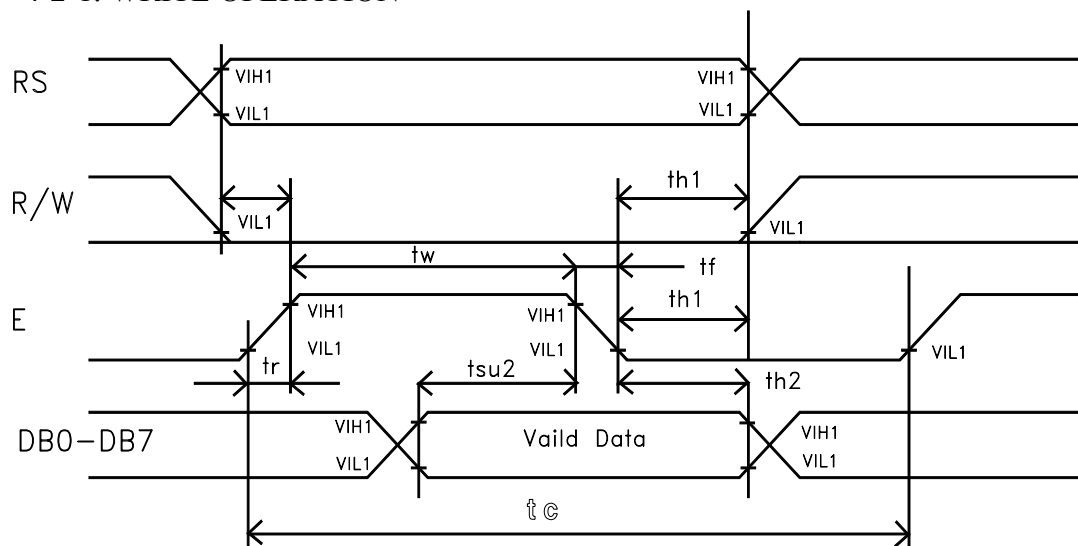 RS
VIH1
VIL1
VIH1
VIL1
R/W
VIL1
th1
VIL1
tw
tf
th1
E
VIH1
VIL1
VIH1
VIL1
VIL1
tr
tsu2
th2
DB0-DB7
VIH1
VIL1
Vaild Data
VIH1
VIL1
tc